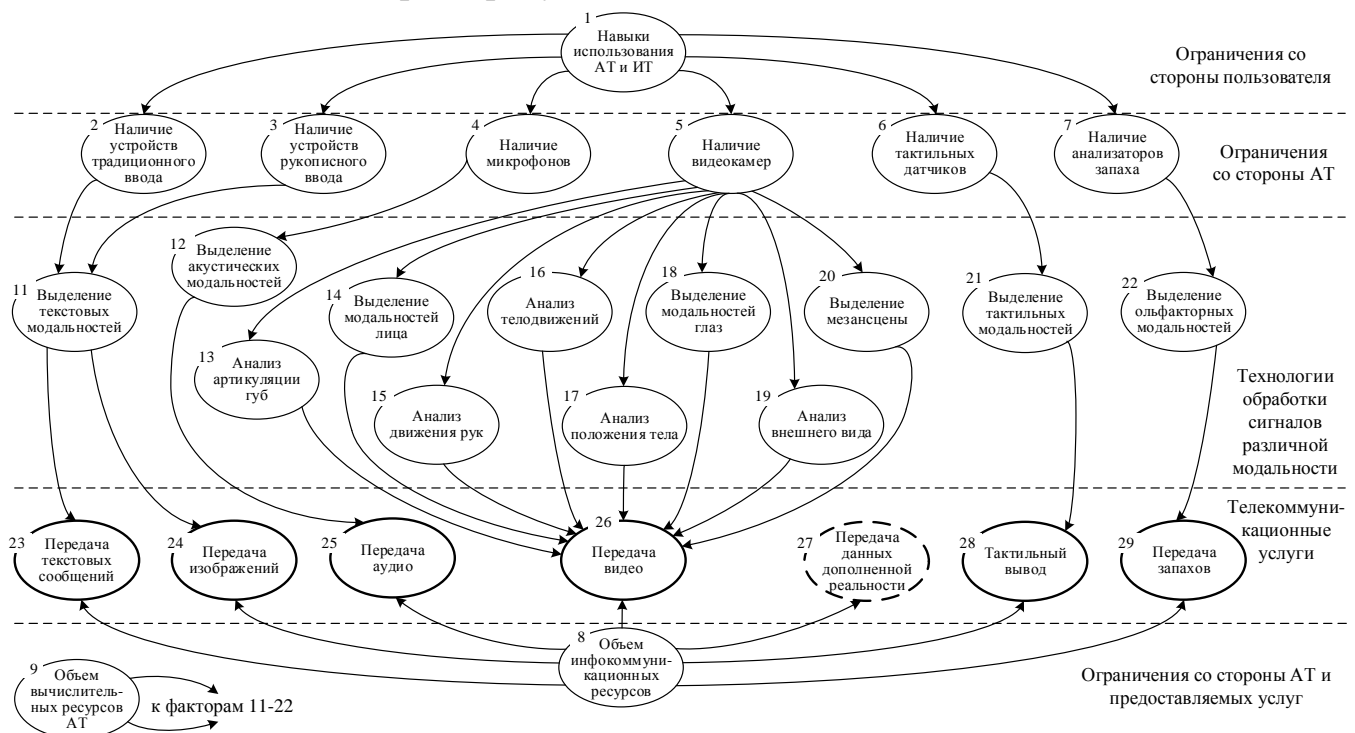 1
Навыки
использования
АТ и ИТ
Ограничения со
стороны пользователя
2
Наличие
устройств
традиционного
ввода
3
Наличие
устройств
рукописного
ввода
4
Наличие
микрофонов
5
Наличие
видеокамер
6
Наличие
тактильных
датчиков
7
Наличие
анализаторов
запаха
Ограничения
со стороны АТ
11
Выделение
текстовых
модальностей
12
Выделение
акустических
модальностей
13
Анализ
артикуляции
губ
14
Выделение
модальностей
лица
15
Анализ
движения рук
16
Анализ
телодвижений
17
Анализ
положения тела
18
Выделение
модальностей
глаз
19
Анализ
внешнего вида
20
Выделение
мезансцены
21
Выделение
тактильных
модальностей
22
Выделение
ольфакторных
модальностей
Технологии
обработки
сигналов
различной
модальности
Телекоммуни-
кационные
услуги
23
Передача
текстовых
сообщений
24
Передача
изображений
25
Передача
аудио
26
Передача
видео
27
Передача
данных
дополненной
реальности
28
Тактильный
вывод
29
Передача
запахов
8
Объем
инфокоммуни-
кационных
ресурсов
9
Объем
вычислитель-
ных ресурсов
АТ
к факторам 11-22
Ограничения со стороны АТ и
предоставляемых услуг